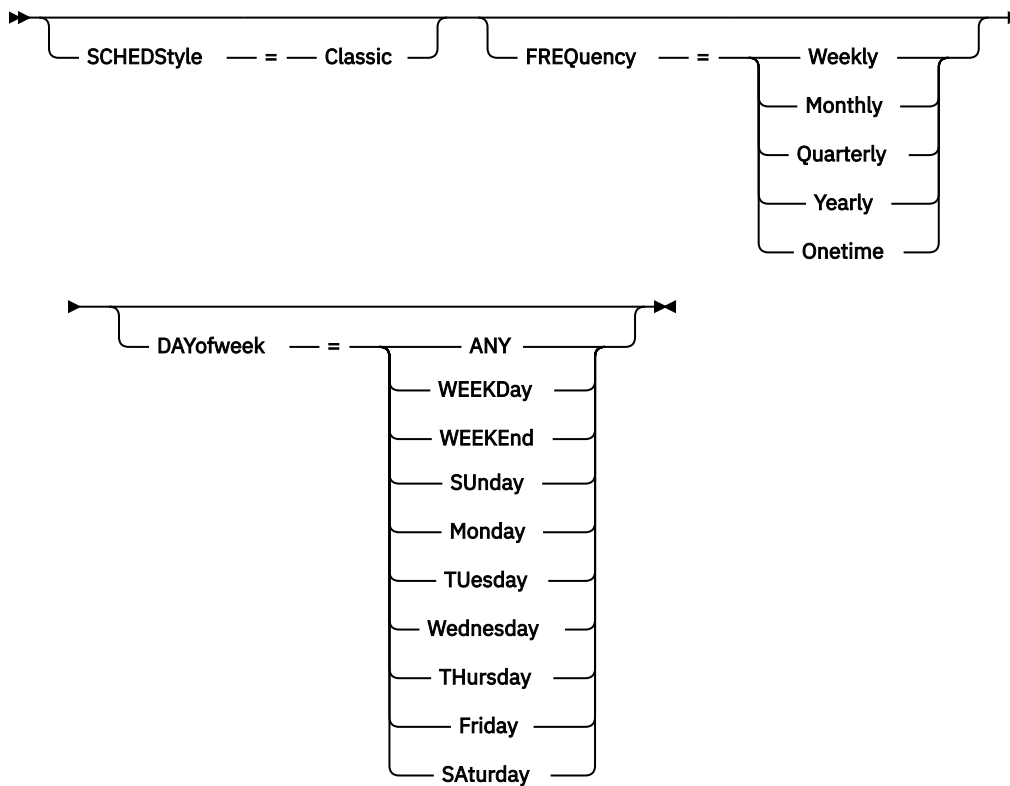 SCHEDStyle = Classic FREQuency = Weekly
Monthly
Quarterly
Yearly
Onetime
DAYofweek = ANY
WEEKDay
WEEKEnd
SUnday
Monday
TUesday
Wednesday
THursday
Friday
SAturday